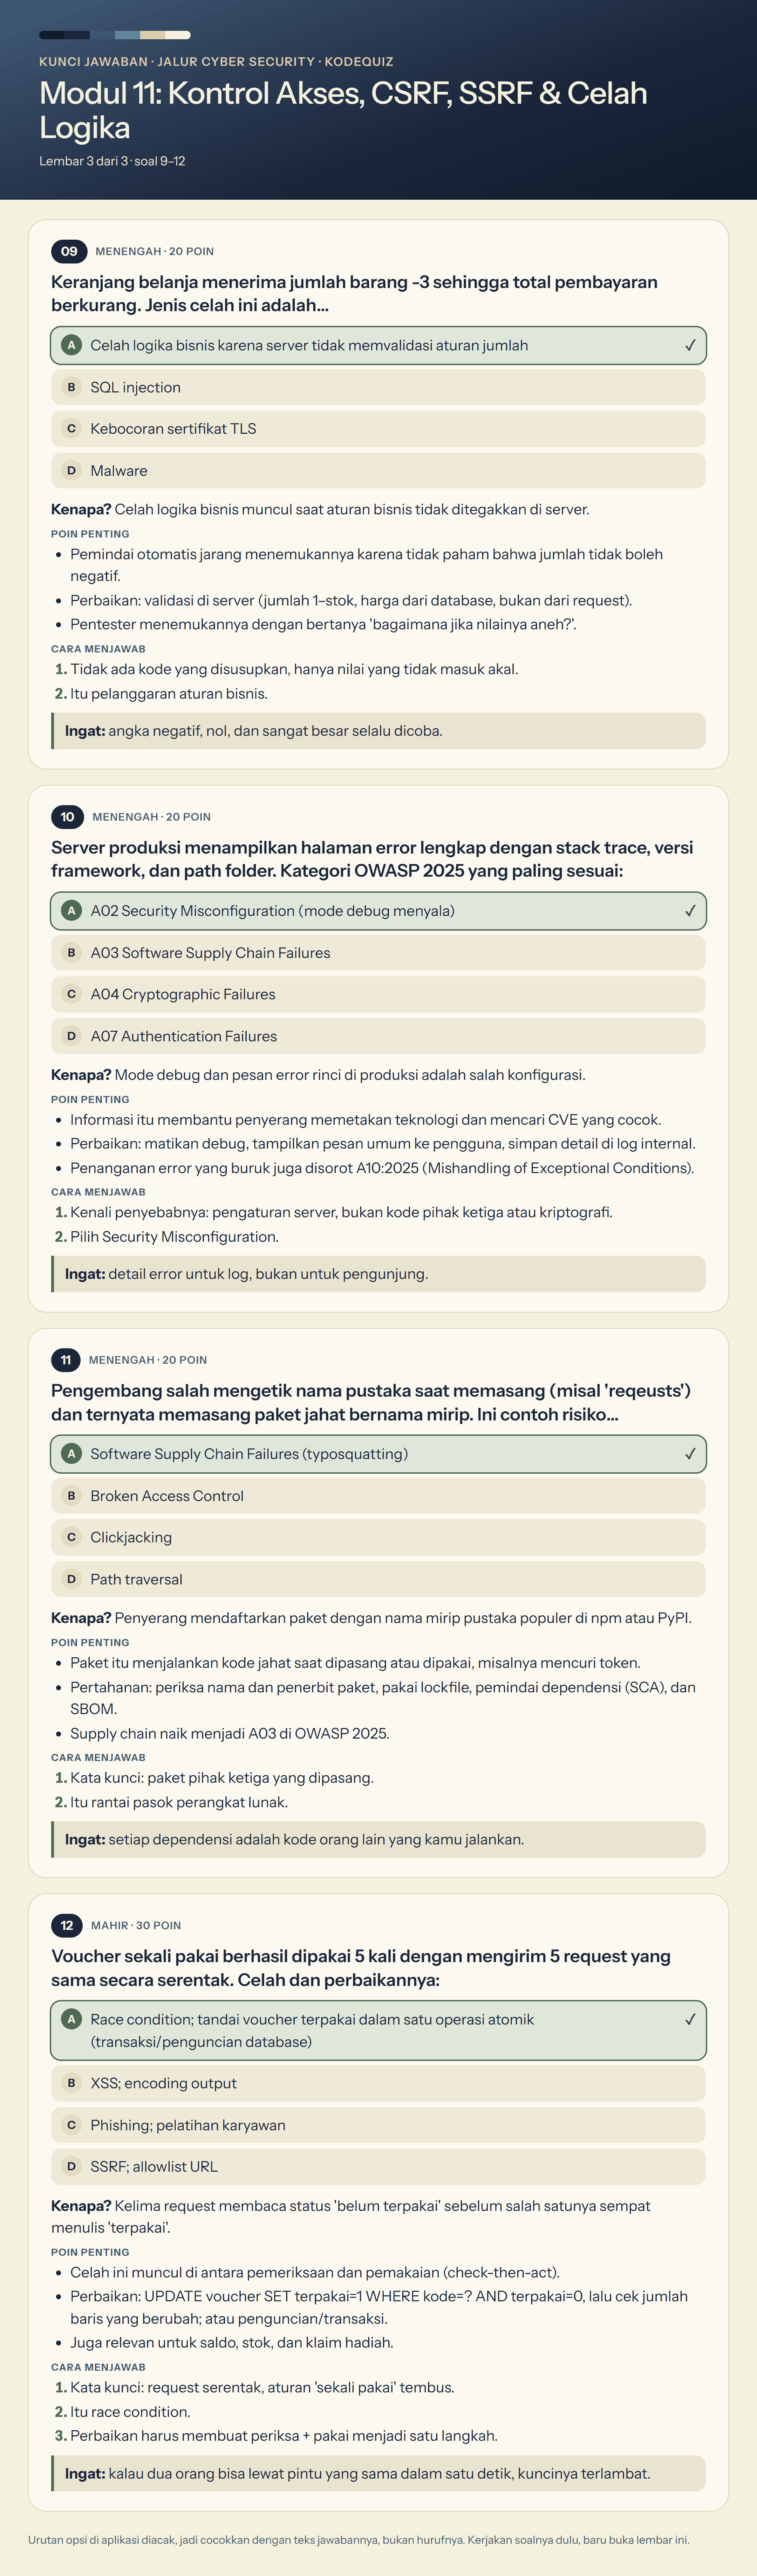 KUNCI JAWABAN · JALUR CYBER SECURITY · KODEQUIZ
Modul 11: Kontrol Akses, CSRF, SSRF & Celah
Logika
Lembar 3 dari 3 · soal 9–12
09 MENENGAH · 20 POIN
Keranjang belanja menerima jumlah barang -3 sehingga total pembayaran
berkurang. Jenis celah ini adalah...
A Celah logika bisnis karena server tidak memvalidasi aturan jumlah ✓
B SQL injection
C Kebocoran sertifikat TLS
D Malware
Kenapa? Celah logika bisnis muncul saat aturan bisnis tidak ditegakkan di server.
POIN PENTING
• Pemindai otomatis jarang menemukannya karena tidak paham bahwa jumlah tidak boleh
negatif.
• Perbaikan: validasi di server (jumlah 1–stok, harga dari database, bukan dari request).
• Pentester menemukannya dengan bertanya 'bagaimana jika nilainya aneh?'.
CARA MENJAWAB
1. Tidak ada kode yang disusupkan, hanya nilai yang tidak masuk akal.
2. Itu pelanggaran aturan bisnis.
Ingat: angka negatif, nol, dan sangat besar selalu dicoba.
10 MENENGAH · 20 POIN
Server produksi menampilkan halaman error lengkap dengan stack trace, versi
framework, dan path folder. Kategori OWASP 2025 yang paling sesuai:
A A02 Security Misconfiguration (mode debug menyala) ✓
B A03 Software Supply Chain Failures
C A04 Cryptographic Failures
D A07 Authentication Failures
Kenapa? Mode debug dan pesan error rinci di produksi adalah salah konfigurasi.
POIN PENTING
• Informasi itu membantu penyerang memetakan teknologi dan mencari CVE yang cocok.
• Perbaikan: matikan debug, tampilkan pesan umum ke pengguna, simpan detail di log internal.
• Penanganan error yang buruk juga disorot A10:2025 (Mishandling of Exceptional Conditions).
CARA MENJAWAB
1. Kenali penyebabnya: pengaturan server, bukan kode pihak ketiga atau kriptografi.
2. Pilih Security Misconfiguration.
Ingat: detail error untuk log, bukan untuk pengunjung.
11 MENENGAH · 20 POIN
Pengembang salah mengetik nama pustaka saat memasang (misal 'reqeusts')
dan ternyata memasang paket jahat bernama mirip. Ini contoh risiko...
A Software Supply Chain Failures (typosquatting) ✓
B Broken Access Control
C Clickjacking
D Path traversal
Kenapa? Penyerang mendaftarkan paket dengan nama mirip pustaka populer di npm atau PyPI.
POIN PENTING
• Paket itu menjalankan kode jahat saat dipasang atau dipakai, misalnya mencuri token.
• Pertahanan: periksa nama dan penerbit paket, pakai lockfile, pemindai dependensi (SCA), dan
SBOM.
• Supply chain naik menjadi A03 di OWASP 2025.
CARA MENJAWAB
1. Kata kunci: paket pihak ketiga yang dipasang.
2. Itu rantai pasok perangkat lunak.
Ingat: setiap dependensi adalah kode orang lain yang kamu jalankan.
12 MAHIR · 30 POIN
Voucher sekali pakai berhasil dipakai 5 kali dengan mengirim 5 request yang
sama secara serentak. Celah dan perbaikannya:
A Race condition; tandai voucher terpakai dalam satu operasi atomik ✓
(transaksi/penguncian database)
B XSS; encoding output
C Phishing; pelatihan karyawan
D SSRF; allowlist URL
Kenapa? Kelima request membaca status 'belum terpakai' sebelum salah satunya sempat
menulis 'terpakai'.
POIN PENTING
• Celah ini muncul di antara pemeriksaan dan pemakaian (check-then-act).
• Perbaikan: UPDATE voucher SET terpakai=1 WHERE kode=? AND terpakai=0, lalu cek jumlah
baris yang berubah; atau penguncian/transaksi.
• Juga relevan untuk saldo, stok, dan klaim hadiah.
CARA MENJAWAB
1. Kata kunci: request serentak, aturan 'sekali pakai' tembus.
2. Itu race condition.
3. Perbaikan harus membuat periksa + pakai menjadi satu langkah.
Ingat: kalau dua orang bisa lewat pintu yang sama dalam satu detik, kuncinya terlambat.
Urutan opsi di aplikasi diacak, jadi cocokkan dengan teks jawabannya, bukan hurufnya. Kerjakan soalnya dulu, baru buka lembar ini.